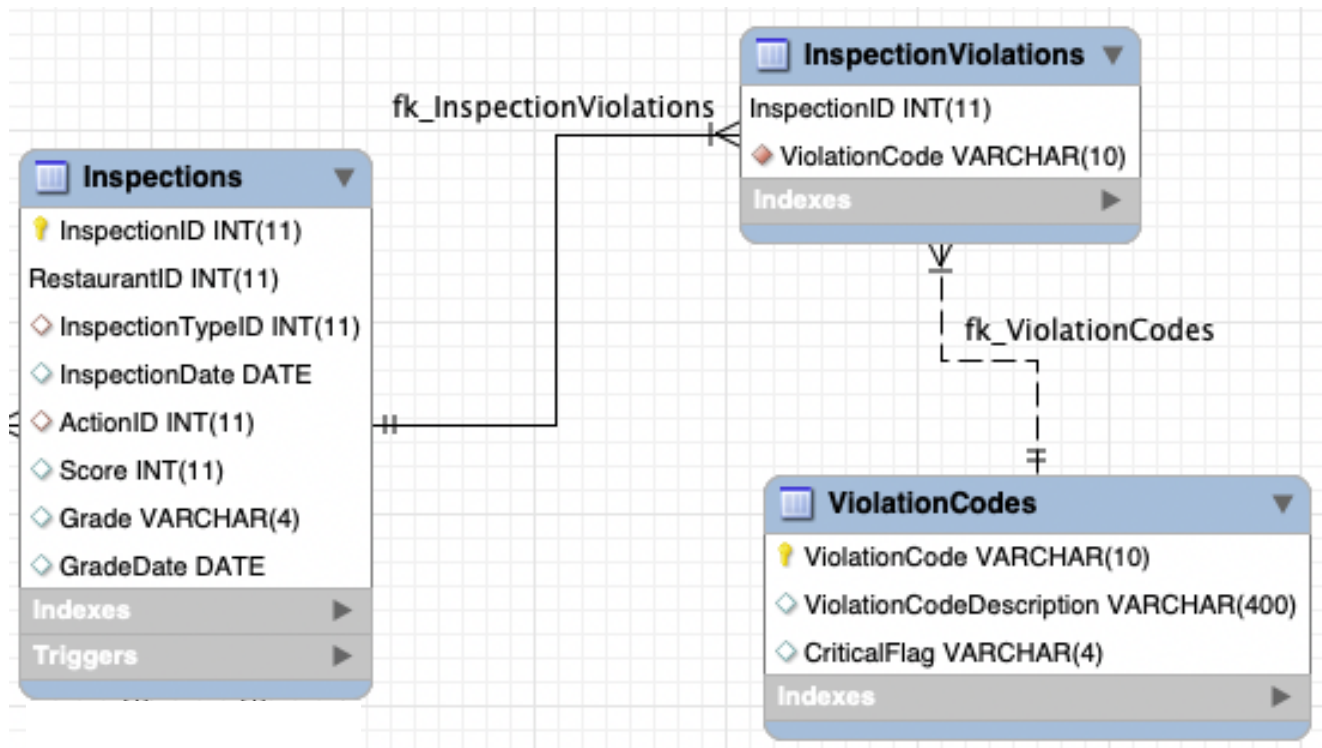 InspectionViolations
InspectionID INT(11)
ViolationCode VARCHAR(10)
Indexes
fk_InspectionViolations
Inspections
InspectionID INT(11)
RestaurantID INT(11)
InspectionTypeID INT(11)
InspectionDate DATE
ActionID INT(11)
Score INT(11)
Grade VARCHAR(4)
GradeDate DATE
Indexes
Triggers
fk_ViolationCodes
ViolationCodes
ViolationCode VARCHAR(10)
ViolationCodeDescription VARCHAR(400)
CriticalFlag VARCHAR(4)
Indexes